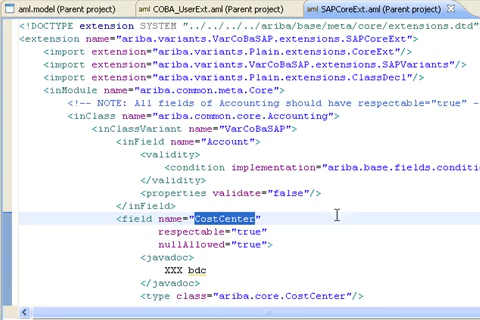 aml.model (Parent project) COBA_UserExt.aml (Parent project) SAPCoreExt.aml (Parent project)
<!DOCTYPE extension SYSTEM "../../../../ariba/base/meta/core/extensions.dtd"
<extension name="ariba.variants.VarCoBaSAP.extensions.SAPCoreExt">
<import extension="ariba.variants.Plain.extensions.CoreExt"/>
<import extension="ariba.variants.VarCoBaSAP.extensions.SAPVariants"/>
<import extension="ariba.variants.Plain.extensions.ClassDecl"/>
<inModule name="ariba.common.meta.Core">
<!-- NOTE: All fields of Accounting should have respectable="true" -
<inClass name="ariba.common.core.Accounting">
<inClassVariant name="VarCoBaSAP">
<inField name="Account">
<validity>
<condition implementation="ariba.base.fields.conditio
</validity>
<properties validate="false"/>
</inField>
<field name="CostCenter"
respectable="true"
nullAllowed="true">
<javadoc>
XXX bdc
</javadoc>
<type class="ariba.core.CostCenter"/>